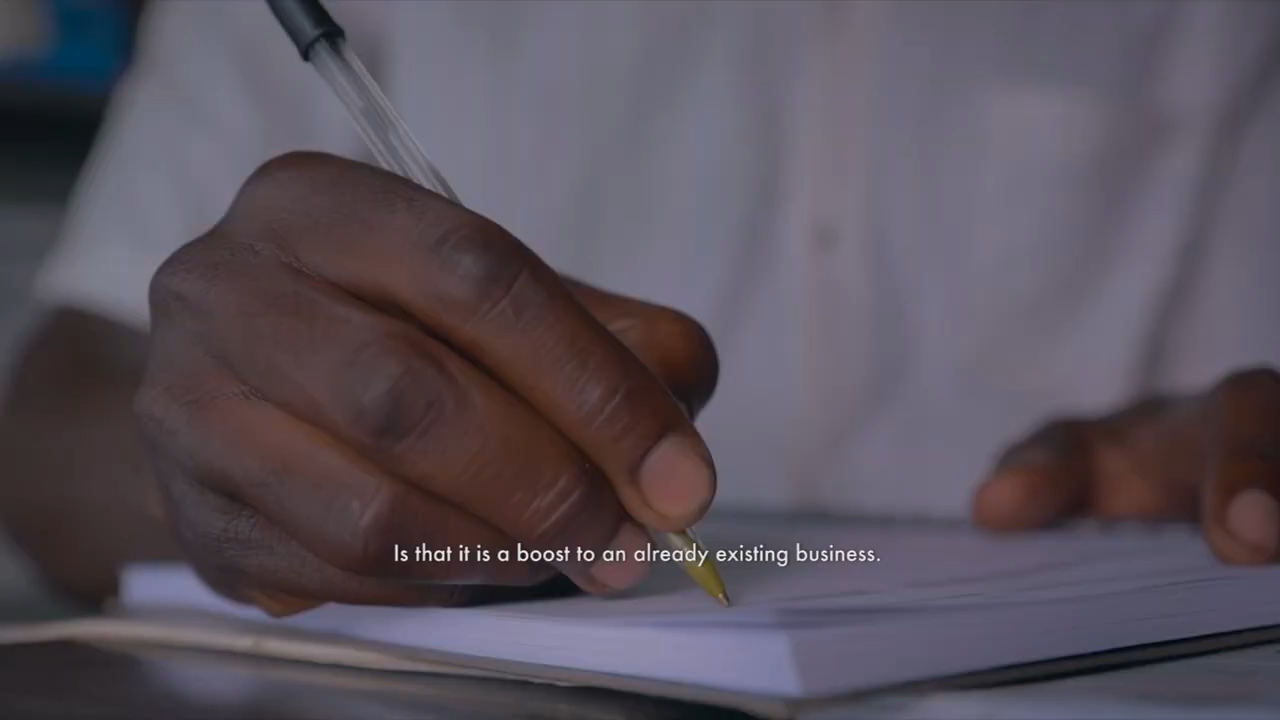 Is that it is a boost to an already existing business.